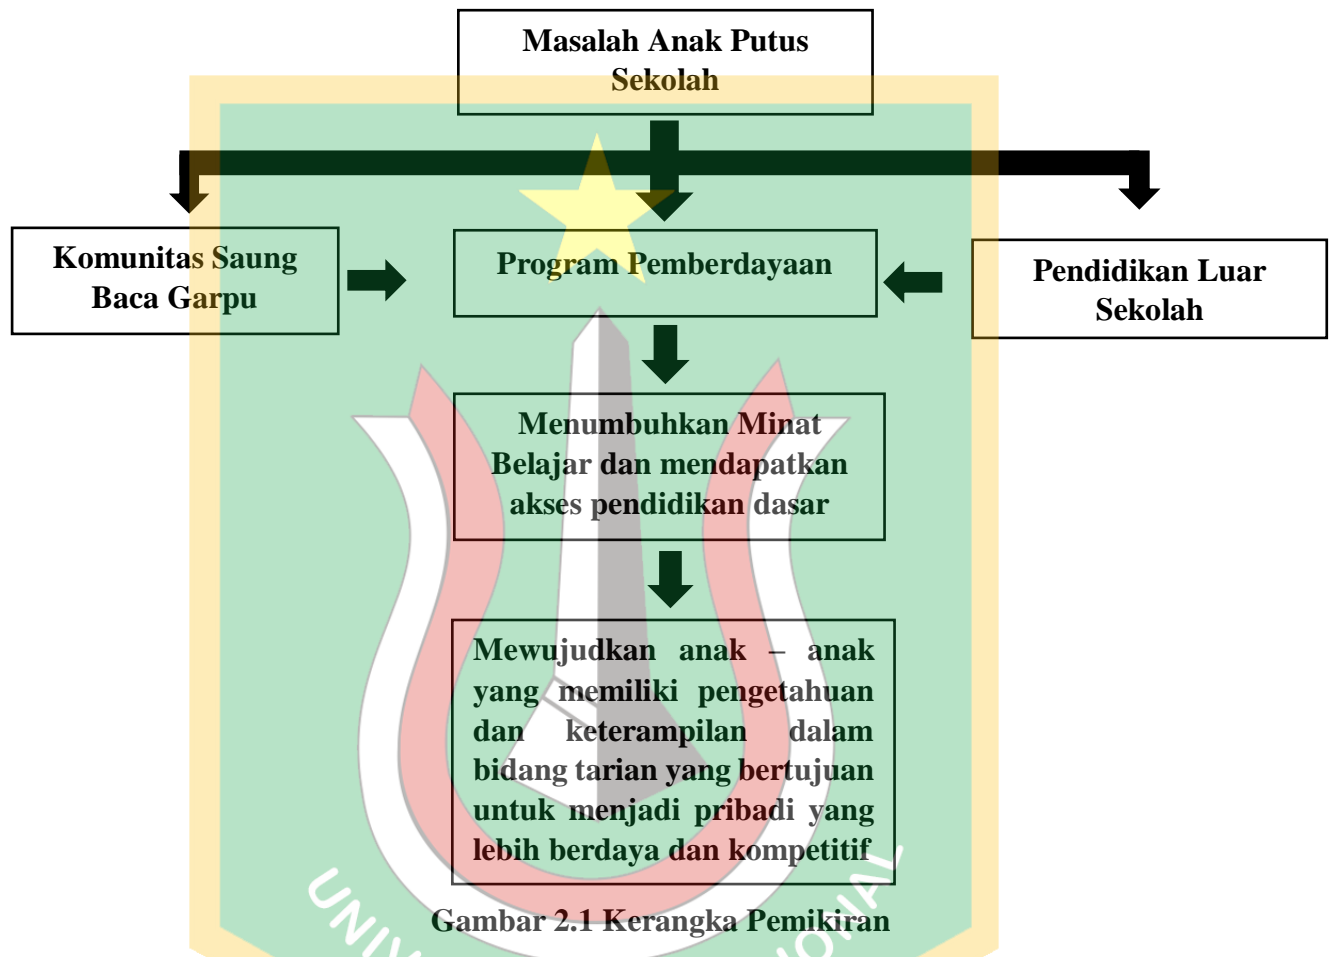 Masalah Anak Putus
Sekolah
Komunitas Saung
Baca Garpu
Program Pemberdayaan
Pendidikan Luar
Sekolah
Menumbuhkan Minat
Belajar dan mendapatkan
akses pendidikan dasar
Mewujudkan anak – anak
yang memiliki pengetahuan
dan keterampilan dalam
bidang tarian yang bertujuan
untuk menjadi pribadi yang
lebih berdaya dan kompetitif
Gambar 2.1 Kerangka Pemikiran